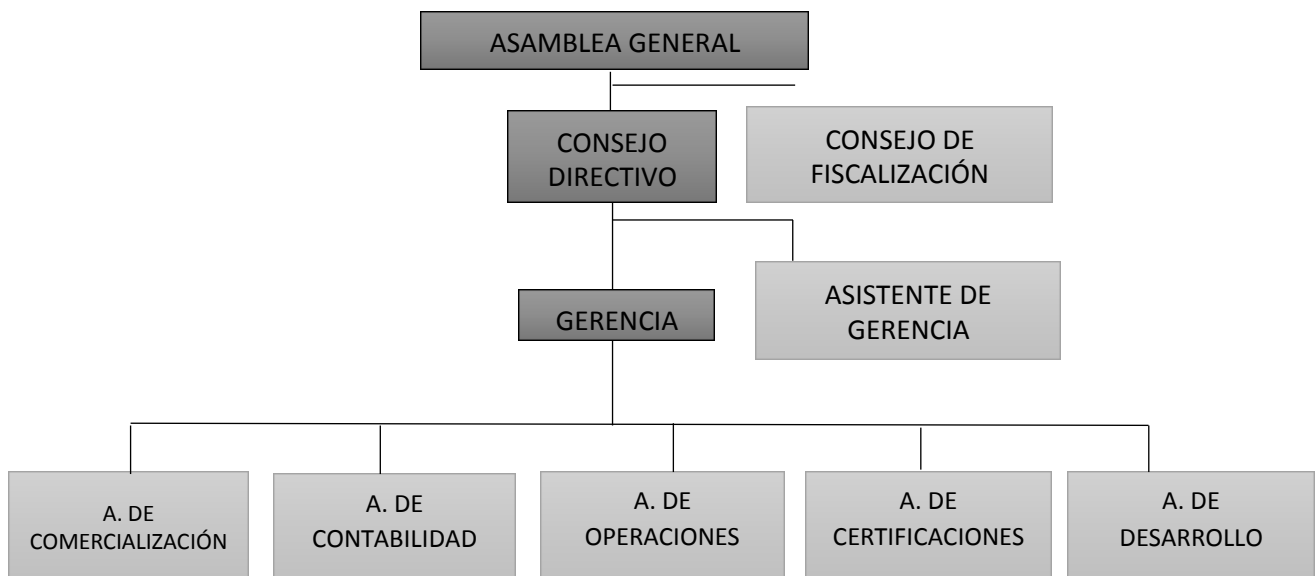 ASAMBLEA GENERAL
CONSEJO
DIRECTIVO
CONSEJO DE
FISCALIZACIÓN
ASISTENTE DE
GERENCIA
GERENCIA
A. DE
COMERCIALIZACIÓN
A. DE
CONTABILIDAD
A. DE
OPERACIONES
A. DE
CERTIFICACIONES
A. DE
DESARROLLO